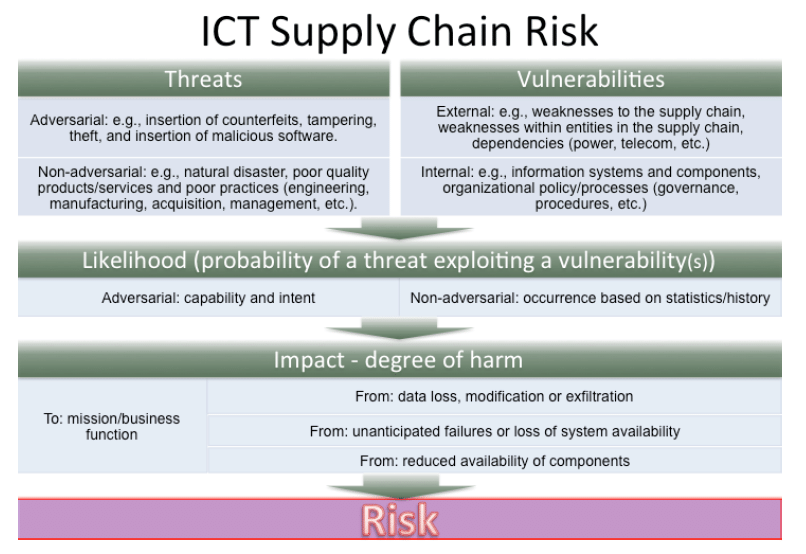 ICT Supply Chain Risk
Threats
Adversarial: e.g., insertion of counterfeits, tampering,
theft, and insertion of malicious software.
Non-adversarial: e.g., natural disaster, poor quality
products/services and poor practices (engineering,
manufacturing, acquisition, management, etc.).
Vulnerabilities
External: e.g., weaknesses to the supply chain,
weaknesses within entities in the supply chain,
dependencies (power, telecom, etc.)
Internal: e.g., information systems and components,
organizational policy/processes (governance,
procedures, etc.)
Likelihood (probability of a threat exploiting a vulnerability(s))
Adversarial: capability and intent
Non-adversarial: occurrence based on statistics/history
Impact - degree of harm
To: mission/business
function
From: data loss, modification or exfiltration
From: unanticipated failures or loss of system availability
From: reduced availability of components
Risk